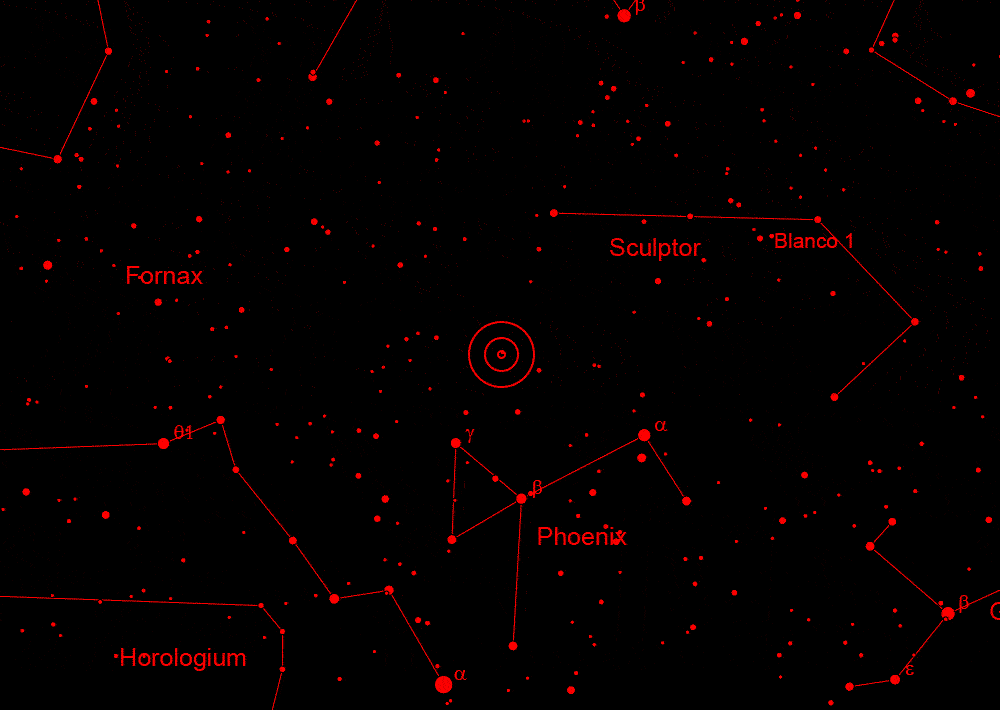 β
Sculptor
Blanco 1
Fornax
θ1
γ
α
β
Phoenix
β
G
Horologium
α
ε